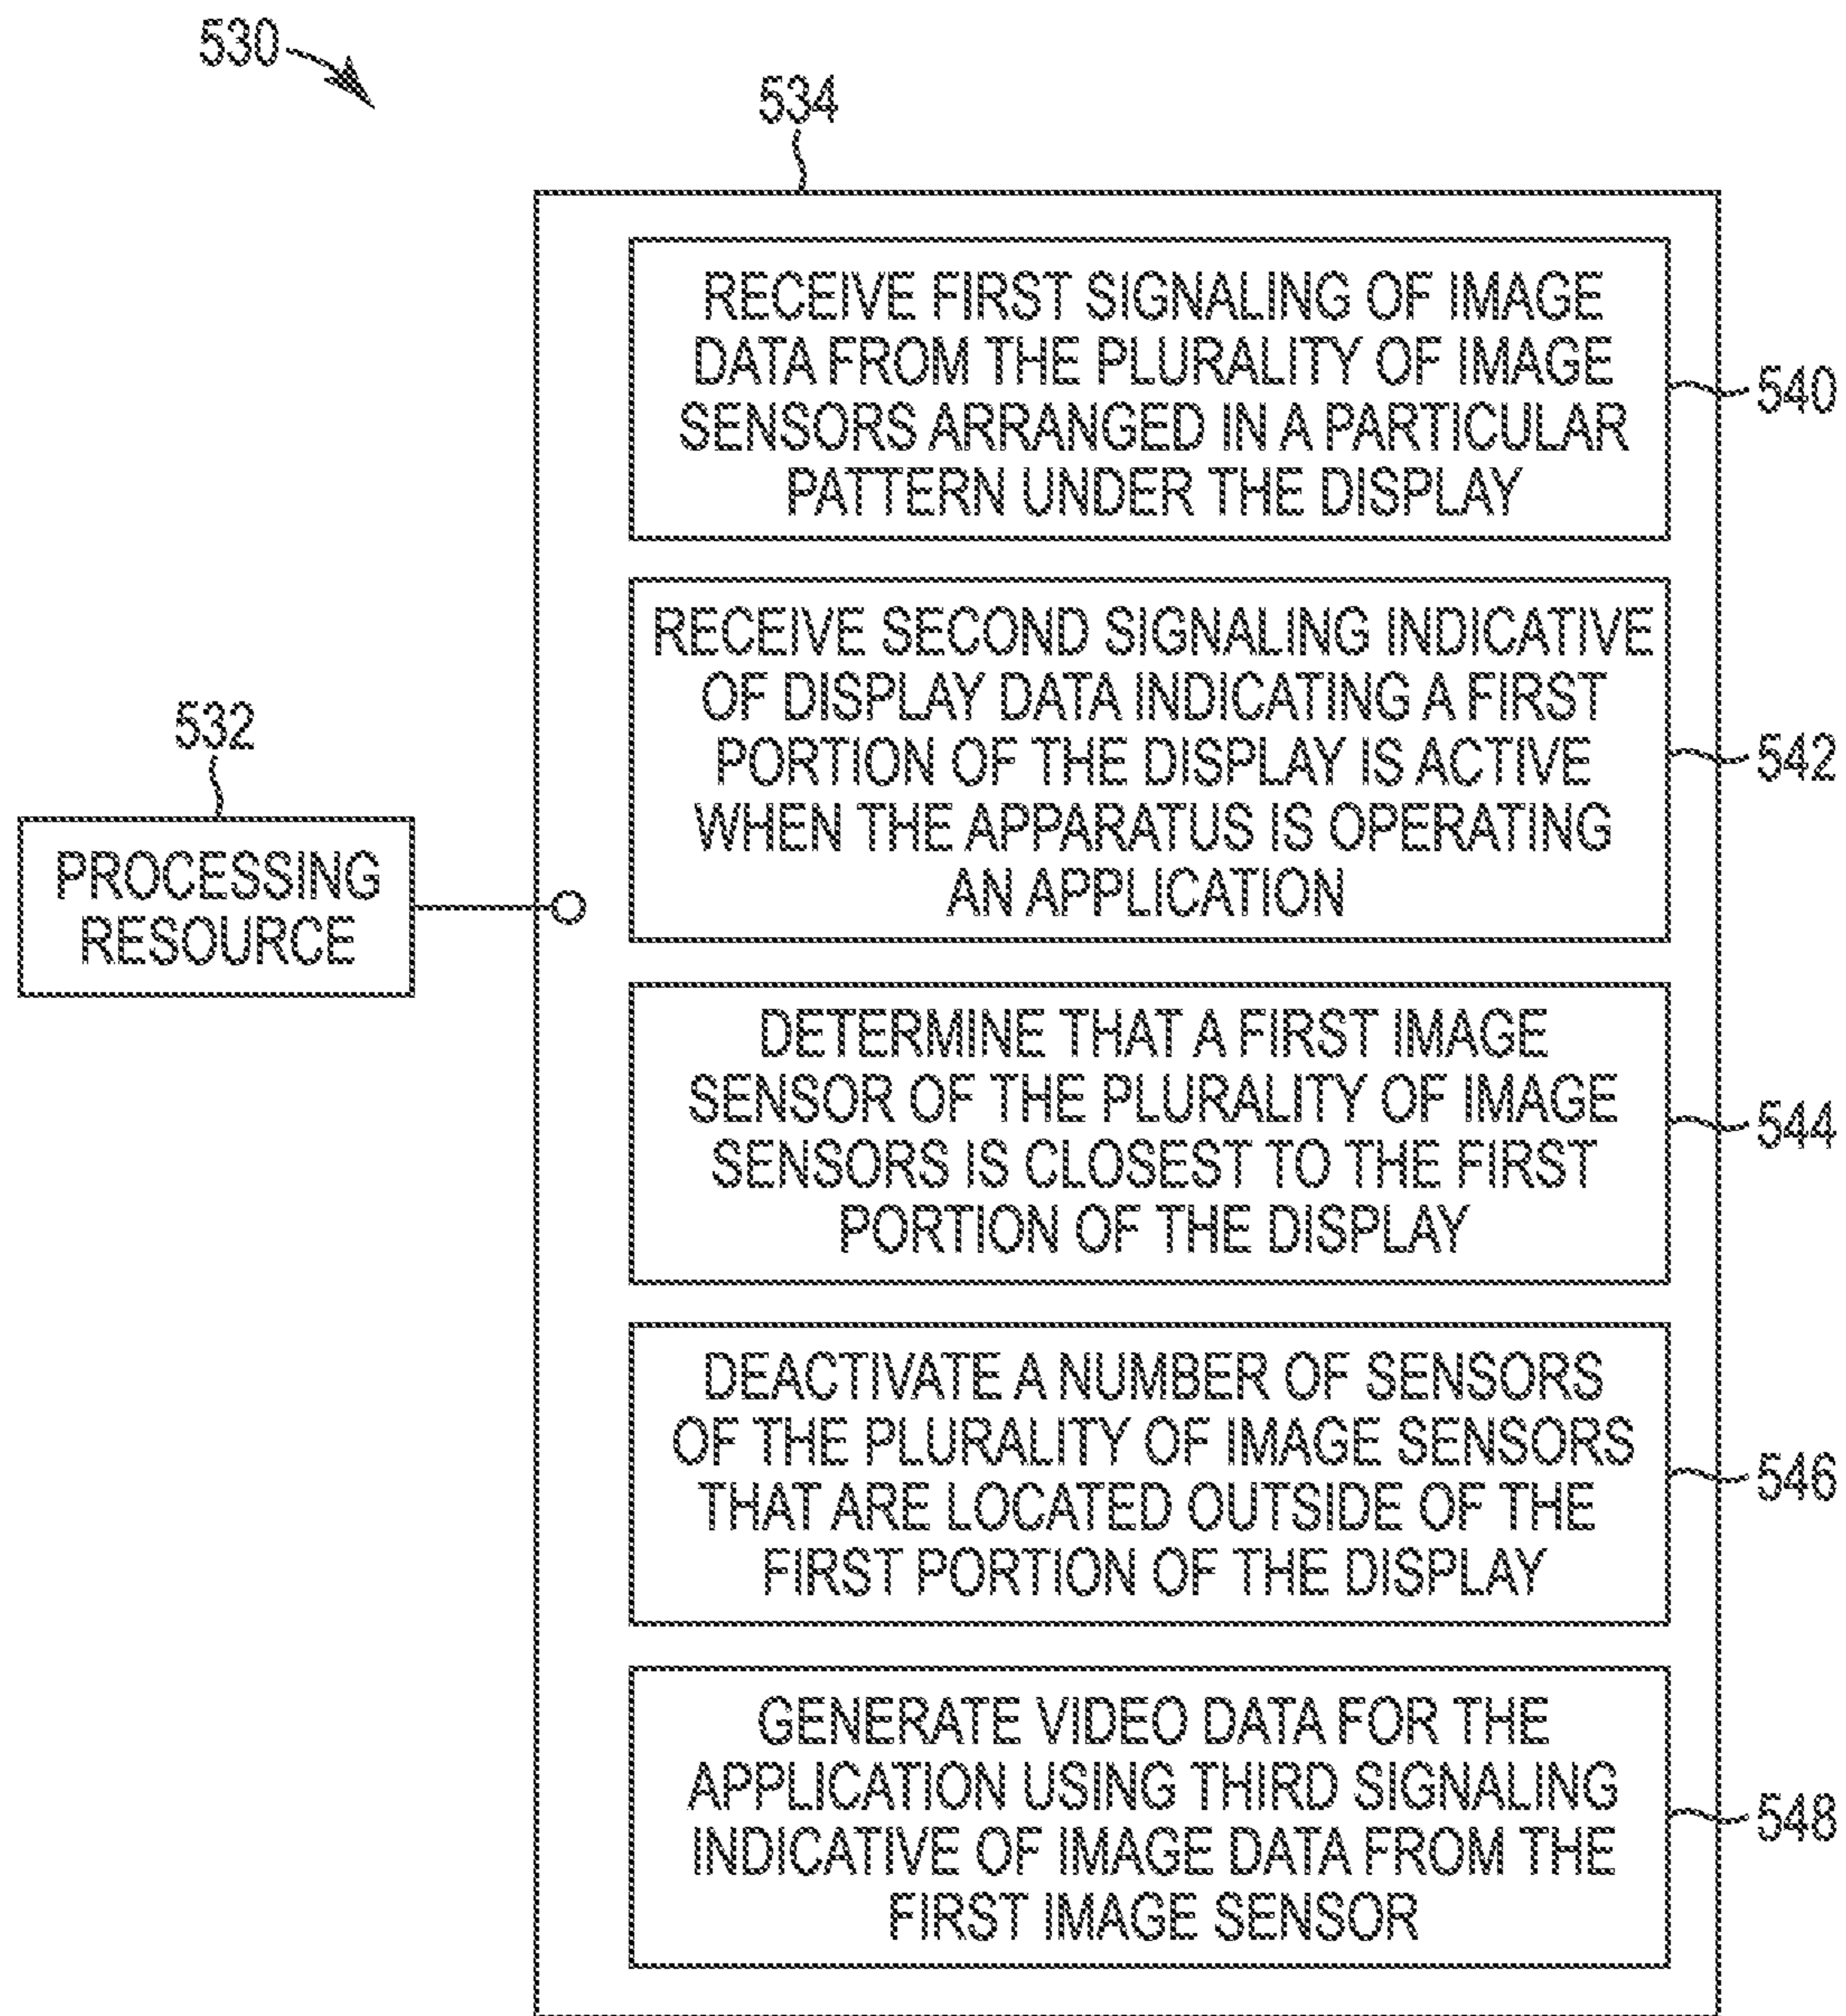 530
534
RECEIVE FIRST SIGNALING OF IMAGE
DATA FROM THE PLURALITY OF IMAGE
SENSORS ARRANGED IN A PARTICULAR
PATTERN UNDER THE DISPLAY
540
RECEIVE SECOND SIGNALING INDICATIVE
OF DISPLAY DATA INDICATING A FIRST
PORTION OF THE DISPLAY IS ACTIVE
WHEN THE APPARATUS IS OPERATING
AN APPLICATION
542
532
PROCESSING
RESOURCE
DETERMINE THAT A FIRST IMAGE
SENSOR OF THE PLURALITY OF IMAGE
SENSORS IS CLOSEST TO THE FIRST
PORTION OF THE DISPLAY
544
DEACTIVATE A NUMBER OF SENSORS
OF THE PLURALITY OF IMAGE SENSORS
THAT ARE LOCATED OUTSIDE OF THE
FIRST PORTION OF THE DISPLAY
546
GENERATE VIDEO DATA FOR THE
APPLICATION USING THIRD SIGNALING
INDICATIVE OF IMAGE DATA FROM THE
FIRST IMAGE SENSOR
548